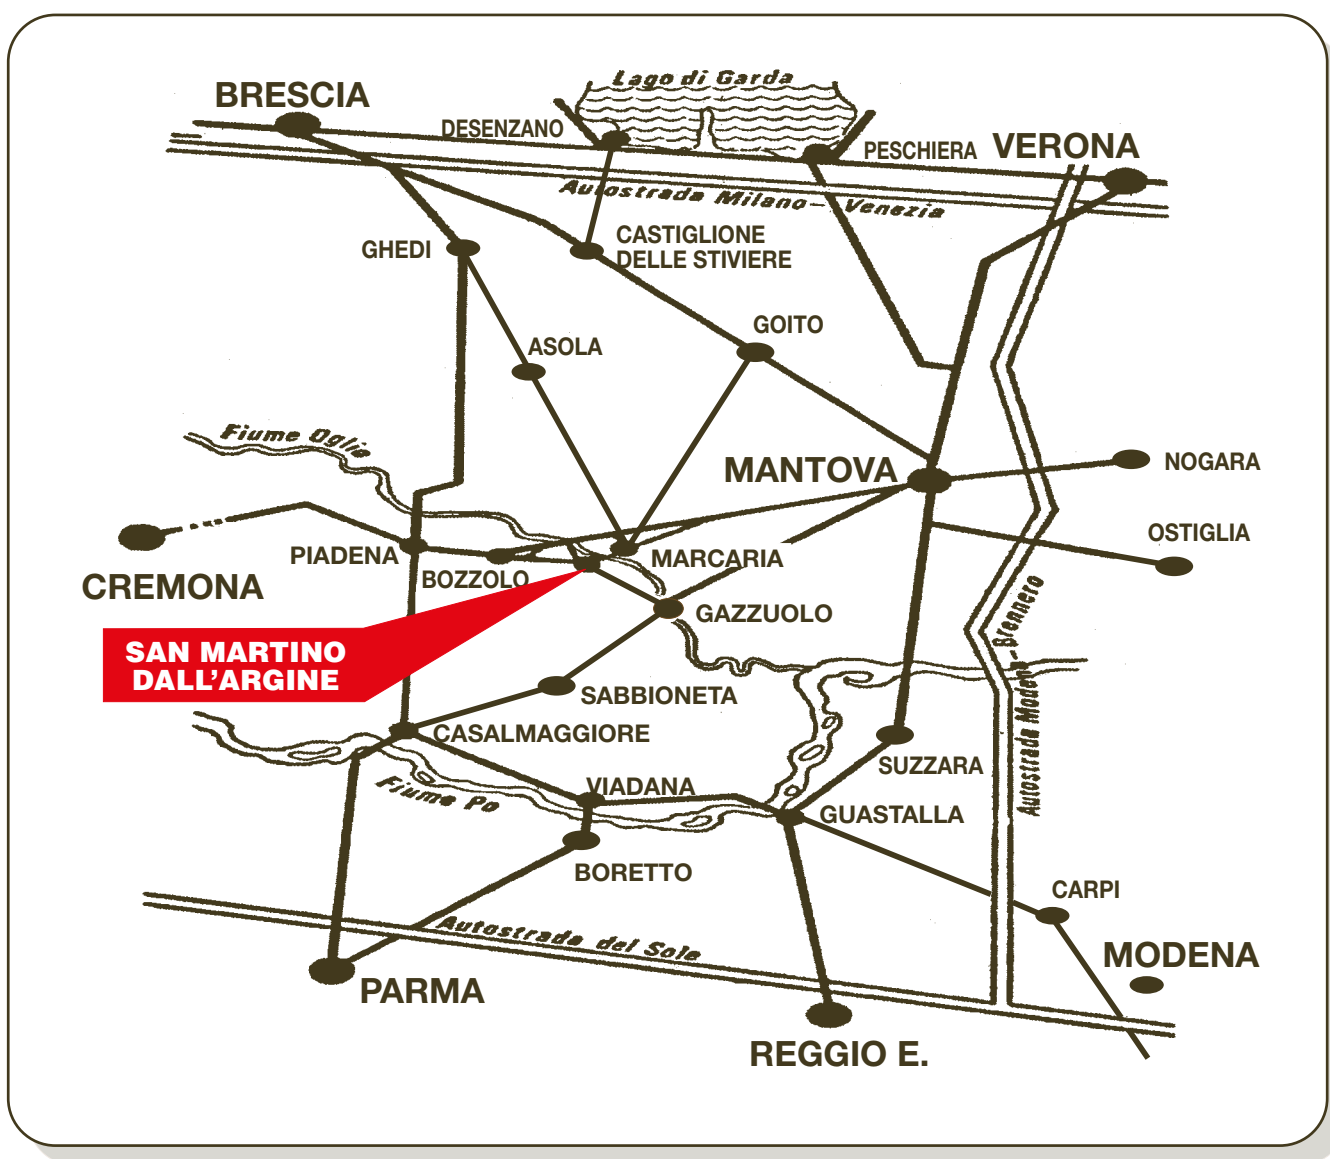 Lago di Garda
BRESCIA
DESENZANO
PESCHIERA
VERONA
Autostrada Milano - Venezia
GHEDI
CASTIGLIONE
DELLE STIVIERE
GOITO
ASOLA
Fiume Oglio
MANTOVA
NOGARA
OSTIGLIA
PIADENA
BOZZOLO
MARCARIA
CREMONA
GAZZUOLO
SAN MARTINO
DALL'ARGINE
Autostrada Modena - Brennero
SABBIONETA
CASALMAGGIORE
SUZZARA
Fiume Po
VIADANA
GUASTALLA
BORETTO
CARPI
Autostrada del Sole
MODENA
PARMA
REGGIO E.